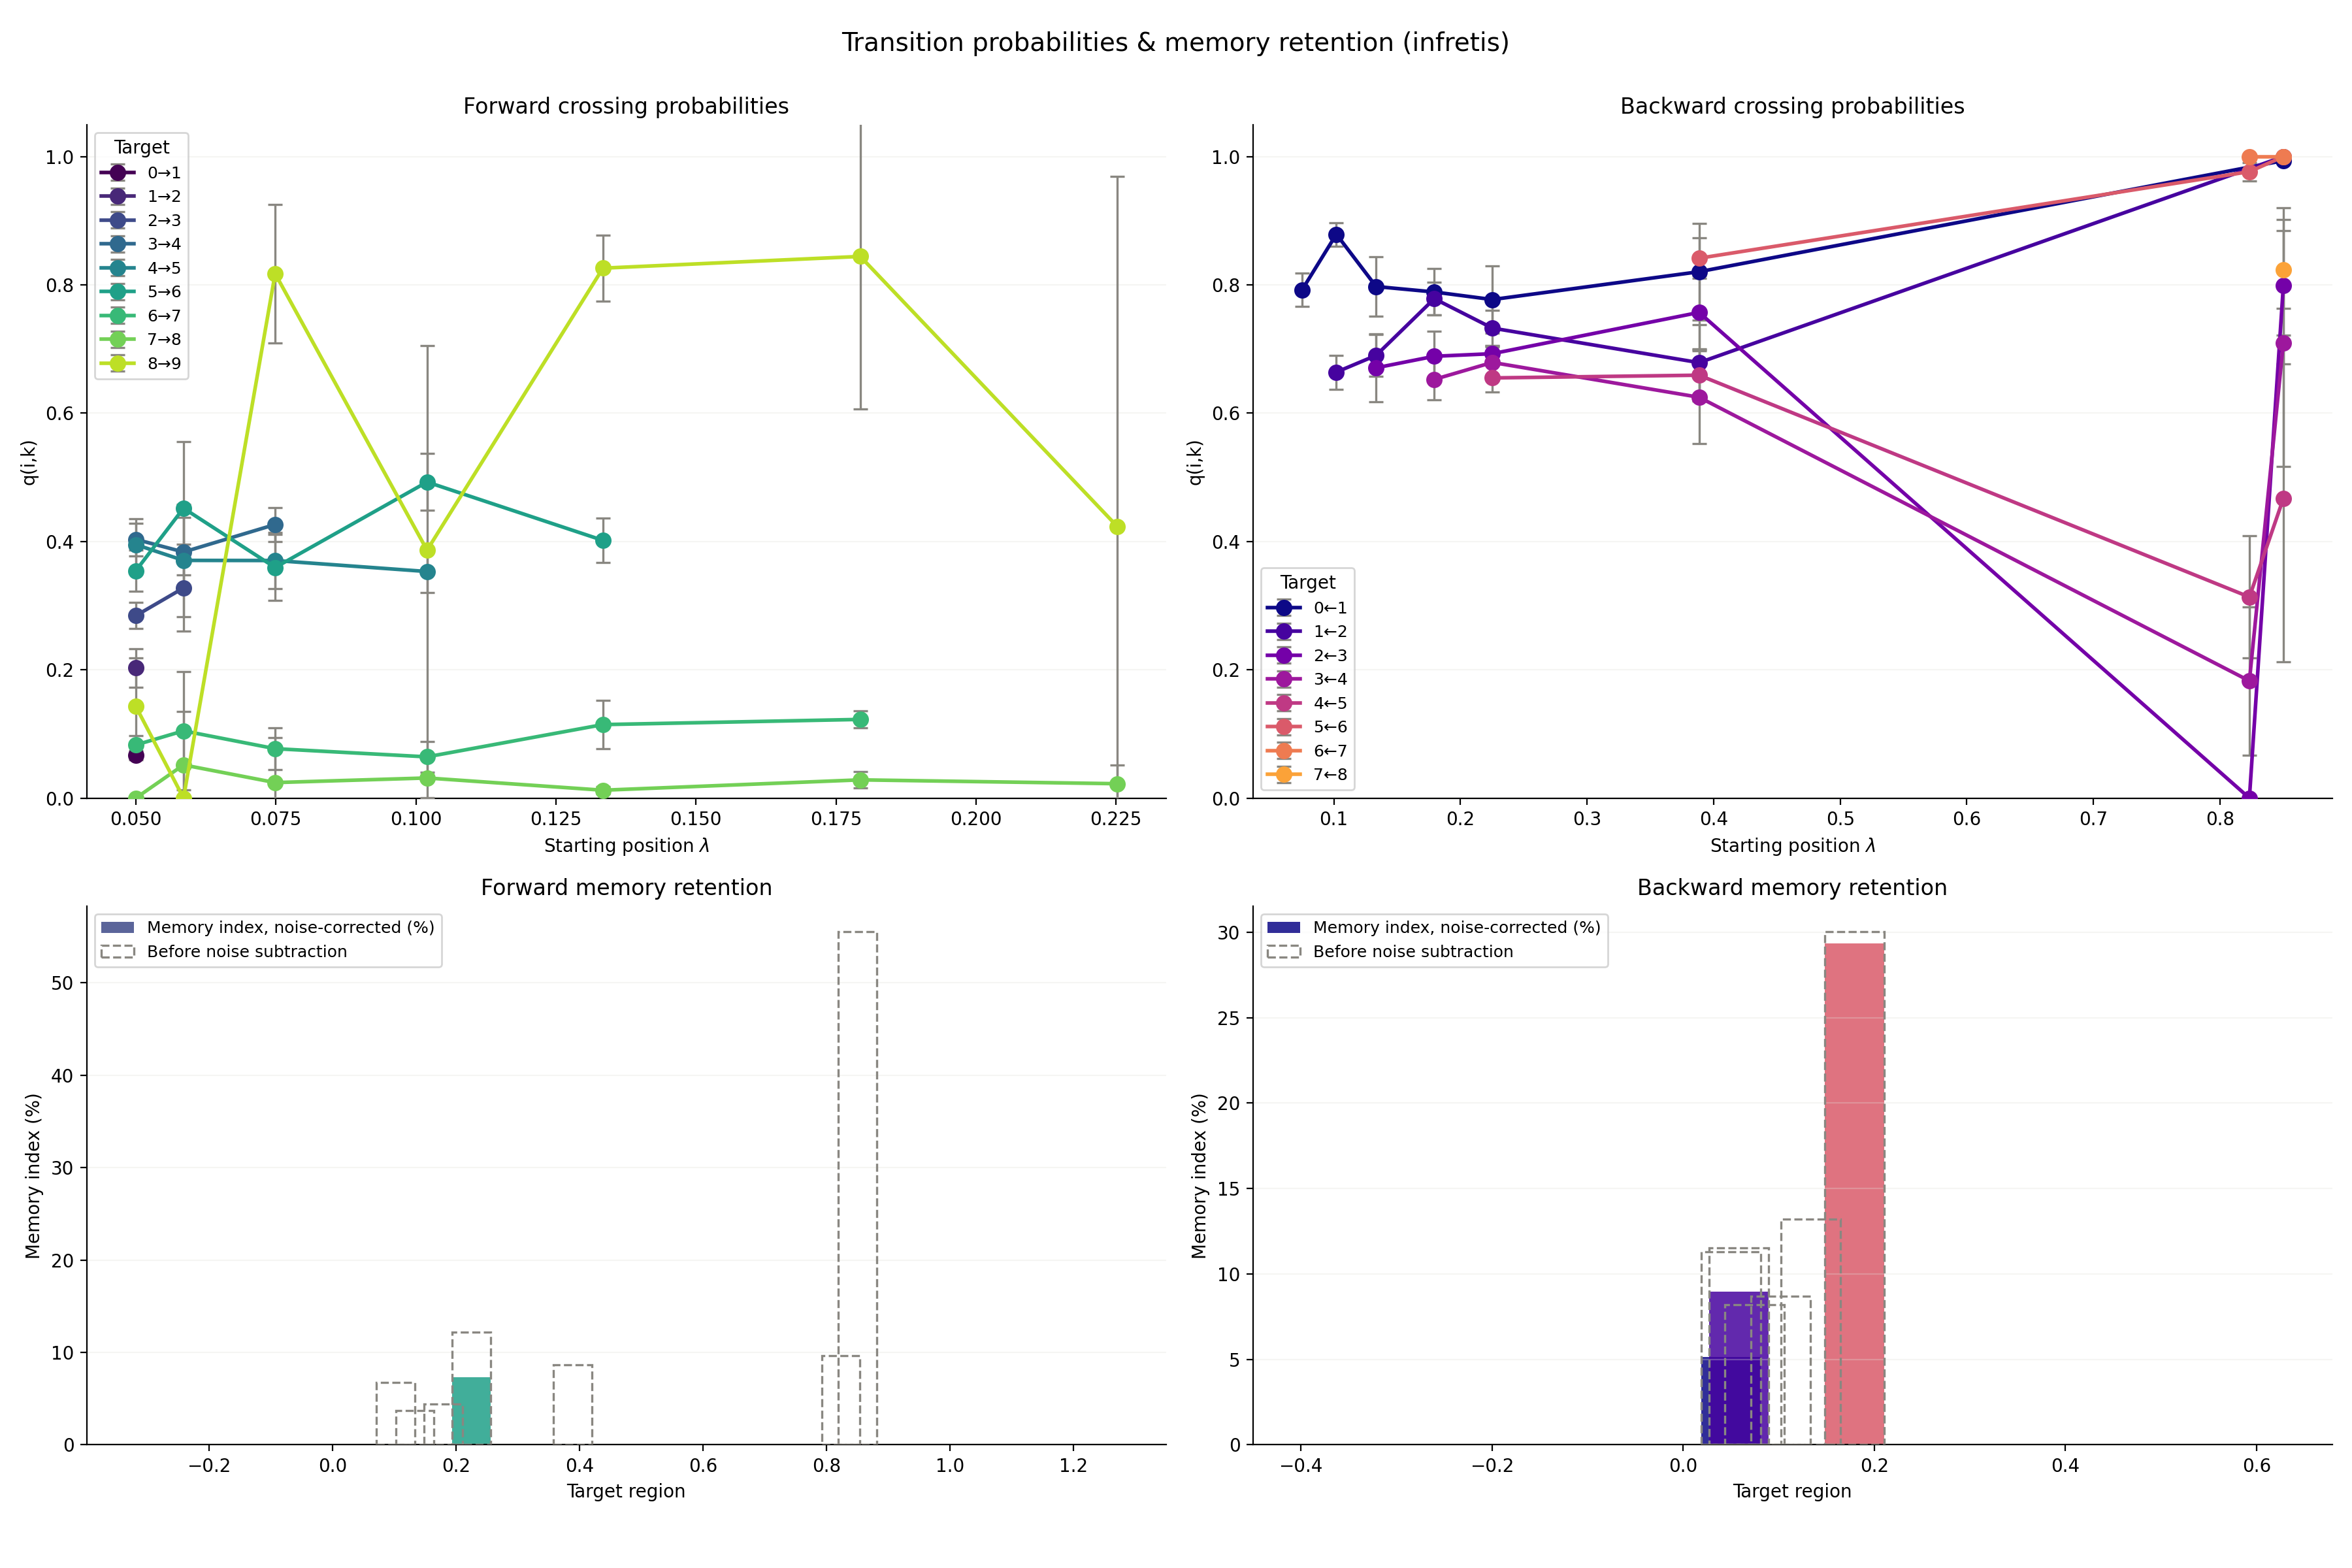 Transition probabilities & memory retention (infretis)
Forward crossing probabilities
Target
0→1
1→2
2→3
3→4
4→5
5→6
6→7
7→8
8→9
q(i,k)
1.0
0.8
0.6
0.4
0.2
0.0
0.050 0.075 0.100 0.125 0.150 0.175 0.200 0.225
Starting position λ
Backward crossing probabilities
q(i,k)
1.0
0.8
0.6
0.4
0.2
0.0
Target
0←1
1←2
2←3
3←4
4←5
5←6
6←7
7←8
0.1 0.2 0.3 0.4 0.5 0.6 0.7 0.8
Starting position λ
Forward memory retention
Memory index, noise-corrected (%)
Before noise subtraction
Memory index (%)
50
40
30
20
10
0
−0.2 0.0 0.2 0.4 0.6 0.8 1.0 1.2
Target region
Backward memory retention
Memory index, noise-corrected (%)
Before noise subtraction
Memory index (%)
30
25
20
15
10
5
0
−0.4 −0.2 0.0 0.2 0.4 0.6
Target region